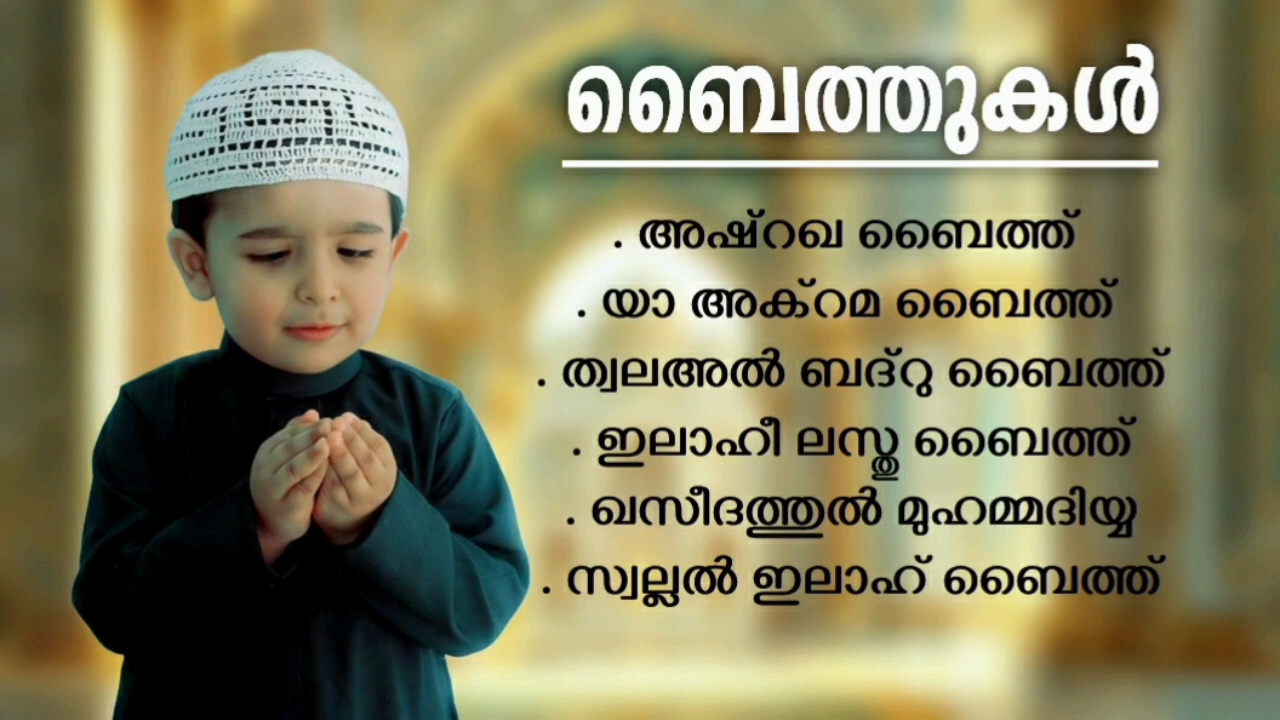 ബൈത്തുകൾ
. അഷ്റഖ ബൈത്ത്
. യാ അക്റമ ബൈത്ത്
. ത്വലഅൽ ബദ്റു ബൈത്ത്
. ഇലാഹീ ലസ്തു ബൈത്ത്
. ഖസീദത്തുൽ മുഹമ്മദിയ്യ
. സ്വല്ലൽ ഇലാഹ് ബൈത്ത്